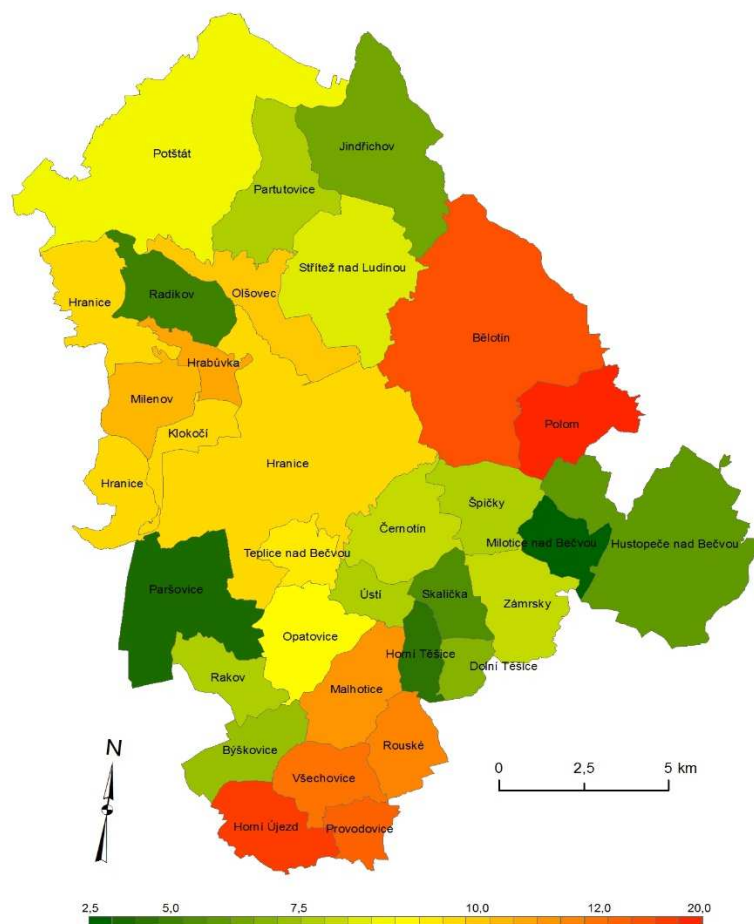 Potštát
Jindřichov
Partutovice
Střítež nad Ludinou
Hranice
Radíkov
Olšovec
Bělotín
Hrabůvka
Milenov
Polom
Klokočí
Hranice
Hranice
Špičky
Černotín
Milotice nad Bečvou
Hustopeče nad Bečvou
Teplice nad Bečvou
Paršovice
Ústí
Skalička
Zámrsky
Opatovice
Horní Těšice
Dolní Těšice
Rakov
Malhotice
N
Býškovice
Rouské
0 2,5 5 km
Všechovice
Horní Újezd
Provodovice
2,5 5,0 7,5 10,0 12,0 20,0